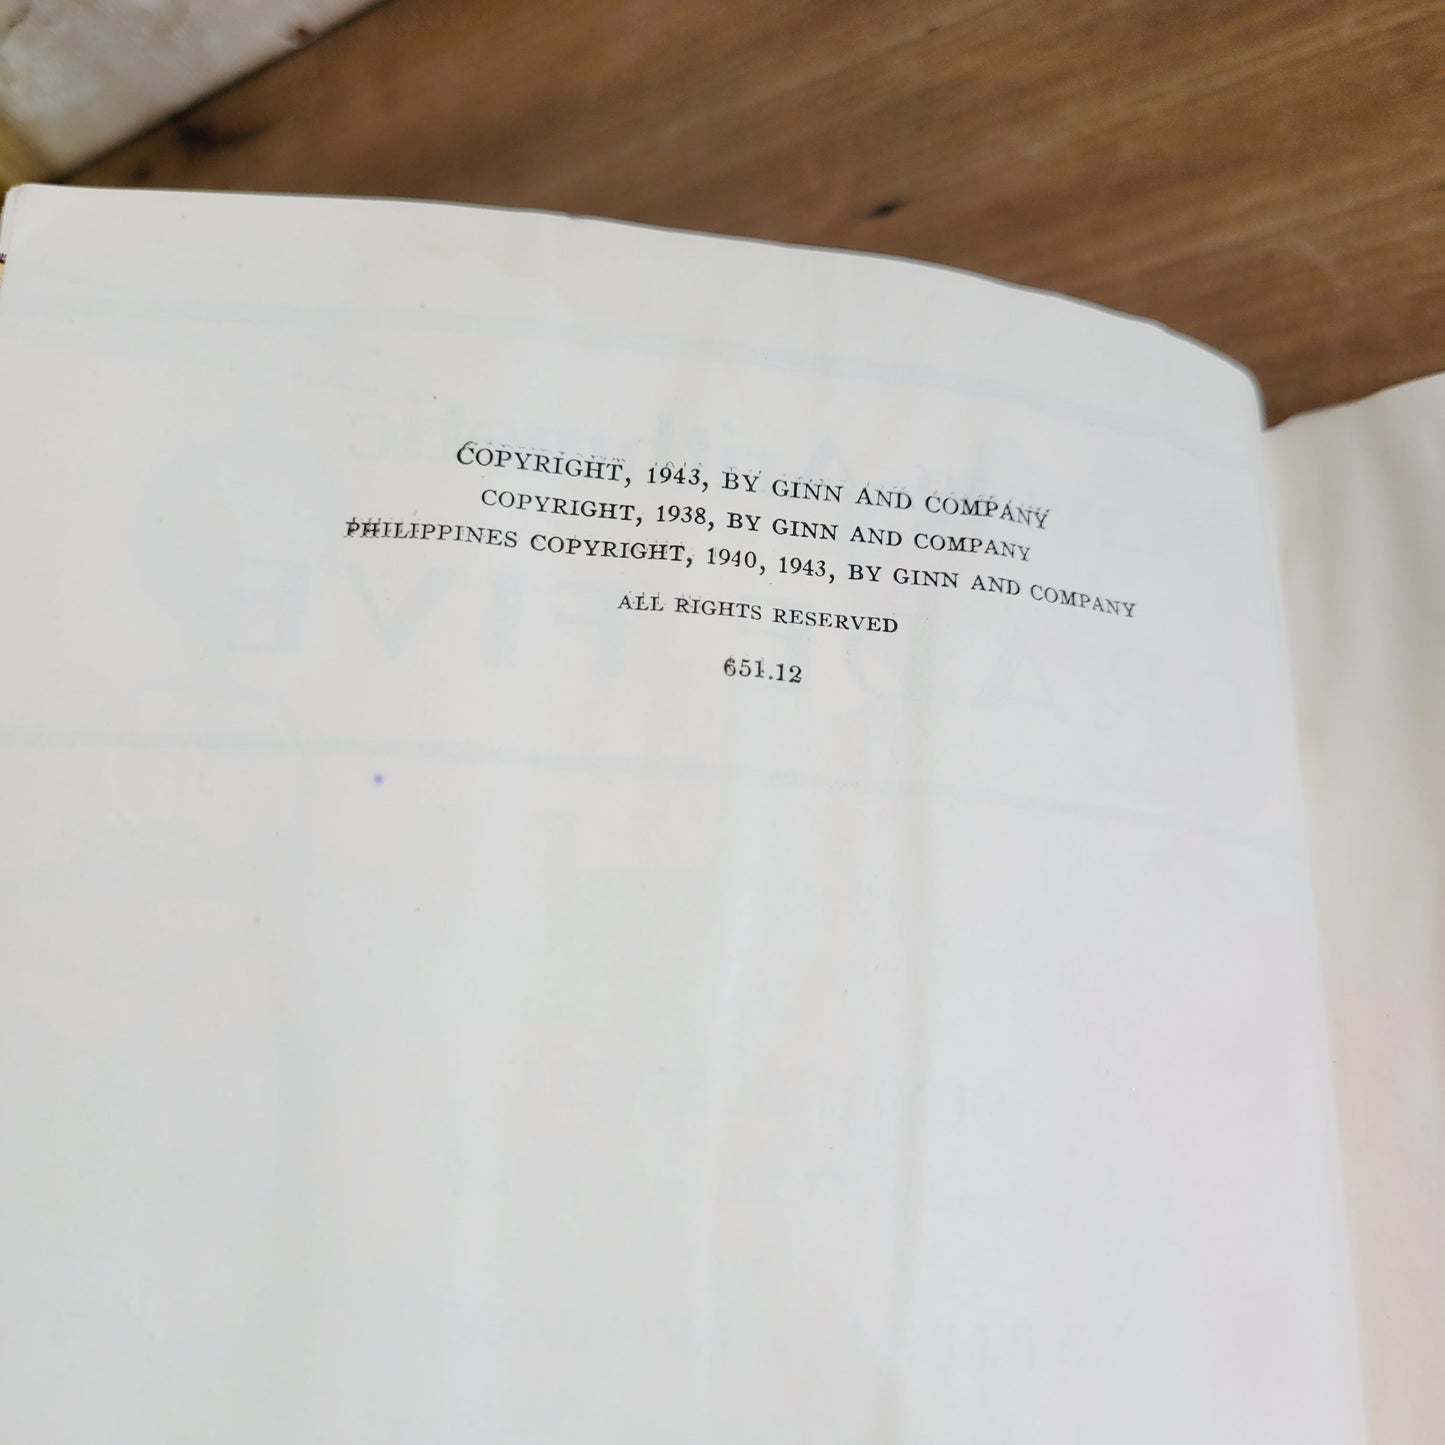 COPYRIGHT, 1943, BY GINN AND COMPANY
COPYRIGHT, 1938, BY GINN AND COMPANY
PHILIPPINES COPYRIGHT, 1940, 1943, BY GINN AND COMPANY
ALL RIGHTS RESERVED
651.12